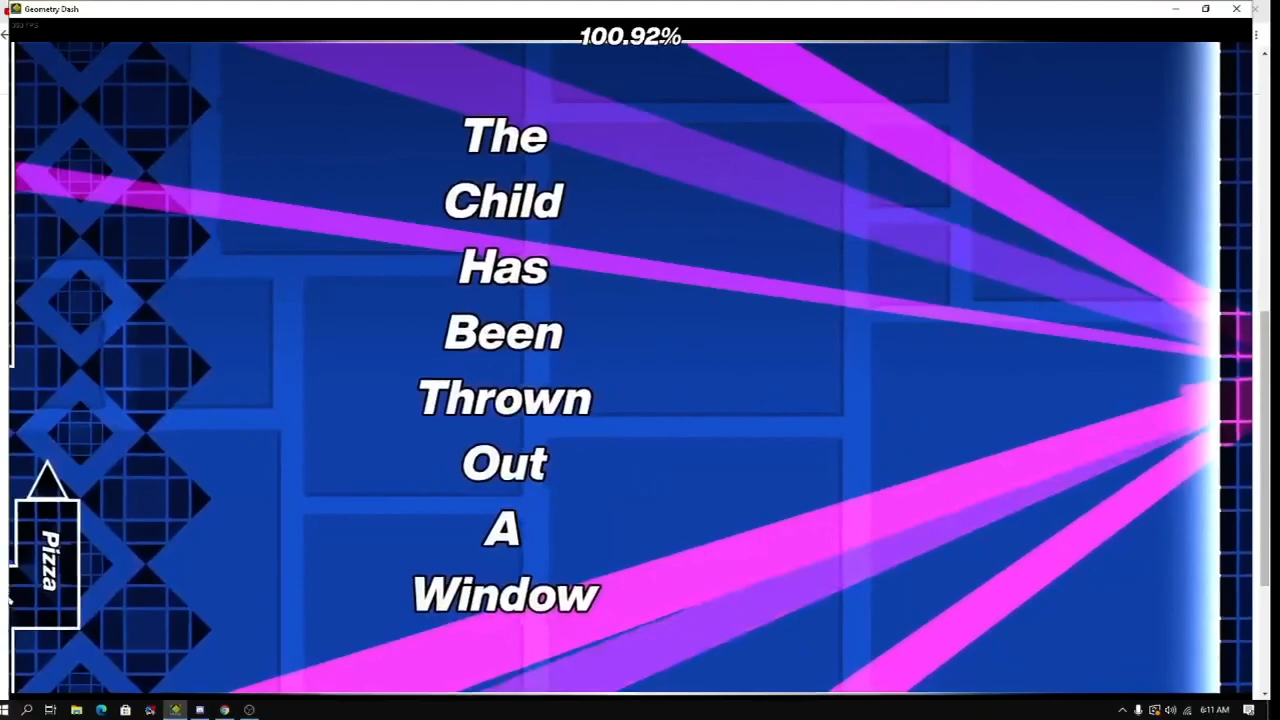 Geometry Dash
100.92%
The
Child
Has
Been
Thrown
Out
A
Window
Pizza
6:11 AM